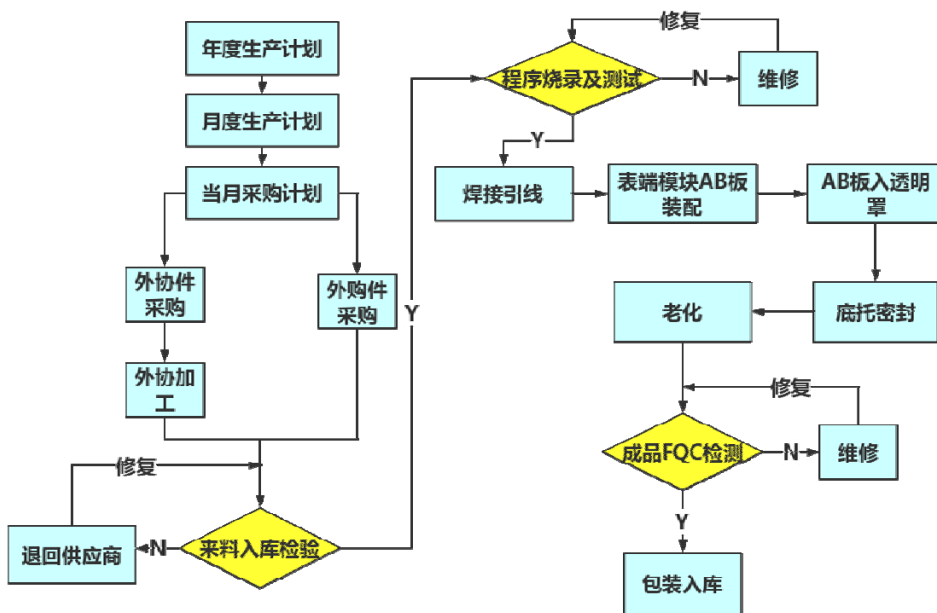 年度生产计划
月度生产计划
当月采购计划
外协件
采购
外购件
采购
外协加
工
修复
退回供应商
N
来料入库检验
Y
修复
程序烧录及测试
N
维修
Y
焊接引线
表端模块AB板
装配
AB板入透明
罩
老化
底托密封
修复
成品FQC检测
N
维修
Y
包装入库